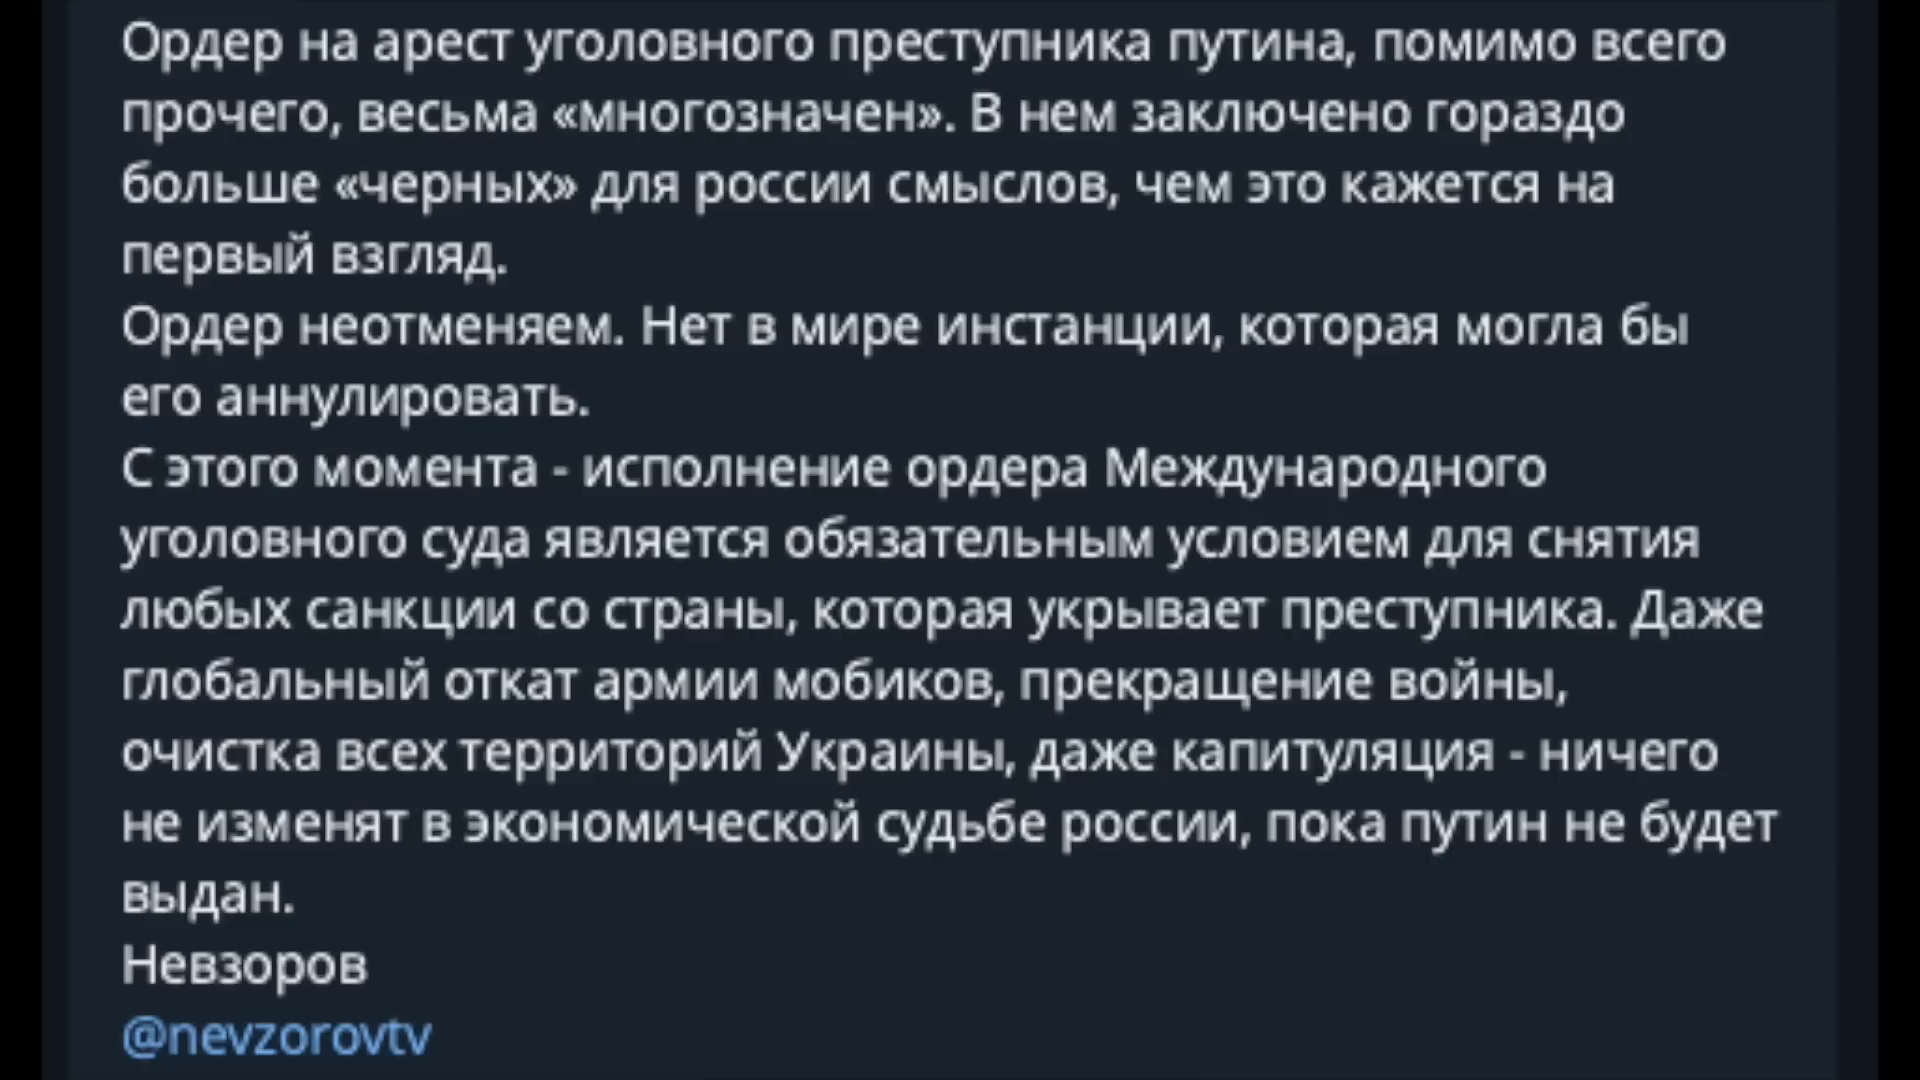 Ордер на арест уголовного преступника путина, помимо всего
прочего, весьма «многозначен». В нем заключено гораздо
больше «черных» для россии смыслов, чем это кажется на
первый взгляд.
Ордер неотменяем. Нет в мире инстанции, которая могла бы
его аннулировать.
С этого момента - исполнение ордера Международного
уголовного суда является обязательным условием для снятия
любых санкции со страны, которая укрывает преступника. Даже
глобальный откат армии мобиков, прекращение войны,
очистка всех территорий Украины, даже капитуляция - ничего
не изменят в экономической судьбе россии, пока путин не будет
выдан.
Невзоров
@nevzorovtv